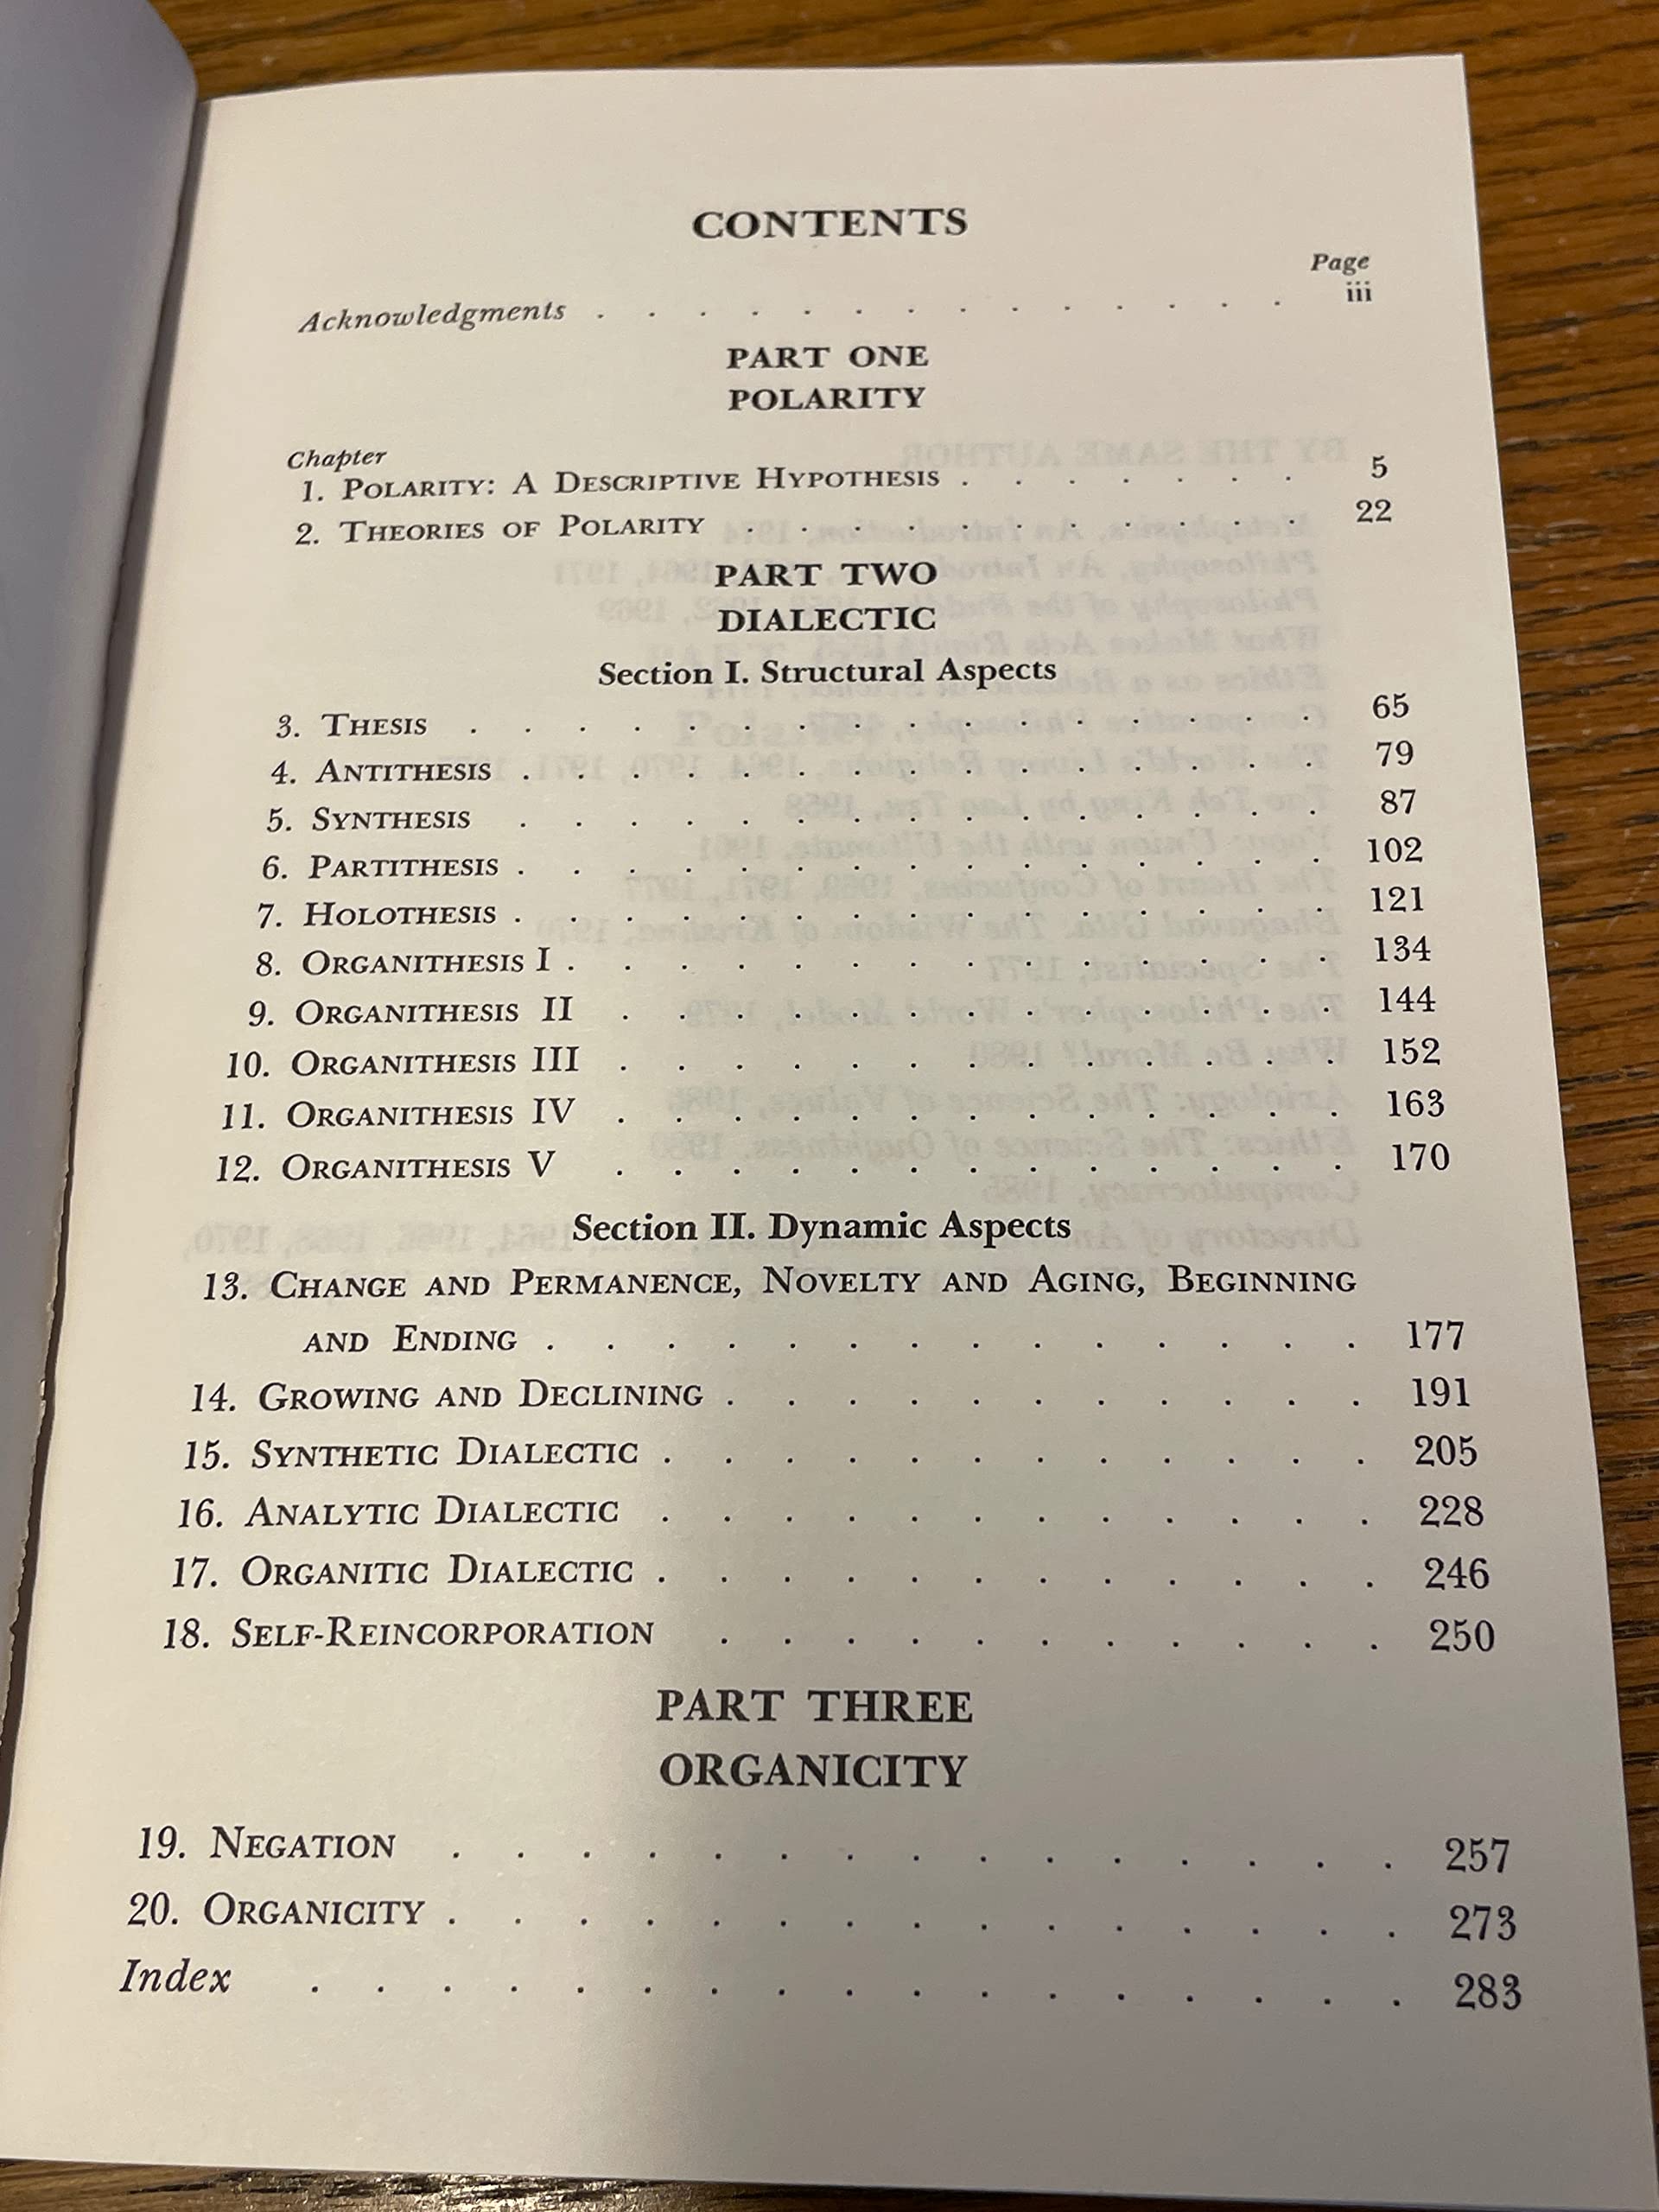 CONTENTS
Page
Acknowledgments . . . . . . . . . . . . . . iii
PART ONE
POLARITY
Chapter
1. POLARITY: A DESCRIPTIVE HYPOTHESIS . . . . . . . 5
2. THEORIES OF POLARITY . . . . . . . . . . . 22
PART TWO
DIALECTIC
Section I. Structural Aspects
3. THESIS . . . . . . . . . . . . . . . . 65
4. ANTITHESIS . . . . . . . . . . . . . . . 79
5. SYNTHESIS . . . . . . . . . . . . . . . 87
6. PARTITHESIS . . . . . . . . . . . . . . . 102
7. HOLOTHESIS . . . . . . . . . . . . . . . 121
8. ORGANITHESIS I . . . . . . . . . . . . . . 134
9. ORGANITHESIS II . . . . . . . . . . . . . 144
10. ORGANITHESIS III . . . . . . . . . . . . . 152
11. ORGANITHESIS IV . . . . . . . . . . . . . 163
12. ORGANITHESIS V . . . . . . . . . . . . . 170
Section II. Dynamic Aspects
13. CHANGE AND PERMANENCE, NOVELTY AND AGING, BEGINNING
AND ENDING . . . . . . . . . . . . . . 177
14. GROWING AND DECLINING . . . . . . . . . . . 191
15. SYNTHETIC DIALECTIC . . . . . . . . . . . . 205
16. ANALYTIC DIALECTIC . . . . . . . . . . . . 228
17. ORGANITIC DIALECTIC . . . . . . . . . . . . 246
18. SELF-REINCORPORATION . . . . . . . . . . . 250
PART THREE
ORGANICITY
19. NEGATION . . . . . . . . . . . . . . . 257
20. ORGANICITY . . . . . . . . . . . . . . . 273
Index . . . . . . . . . . . . . . . . . 283